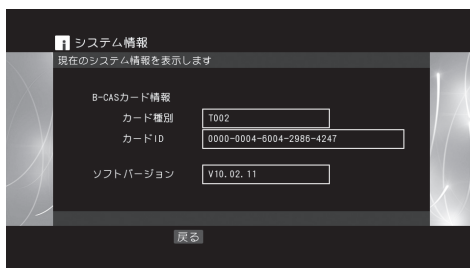 i システム情報
現在のシステム情報を表示します
B-CASカード情報
カード種別 T002
カードID 0000-0004-6004-2986-4247
ソフトバージョン V10.02.11
戻る